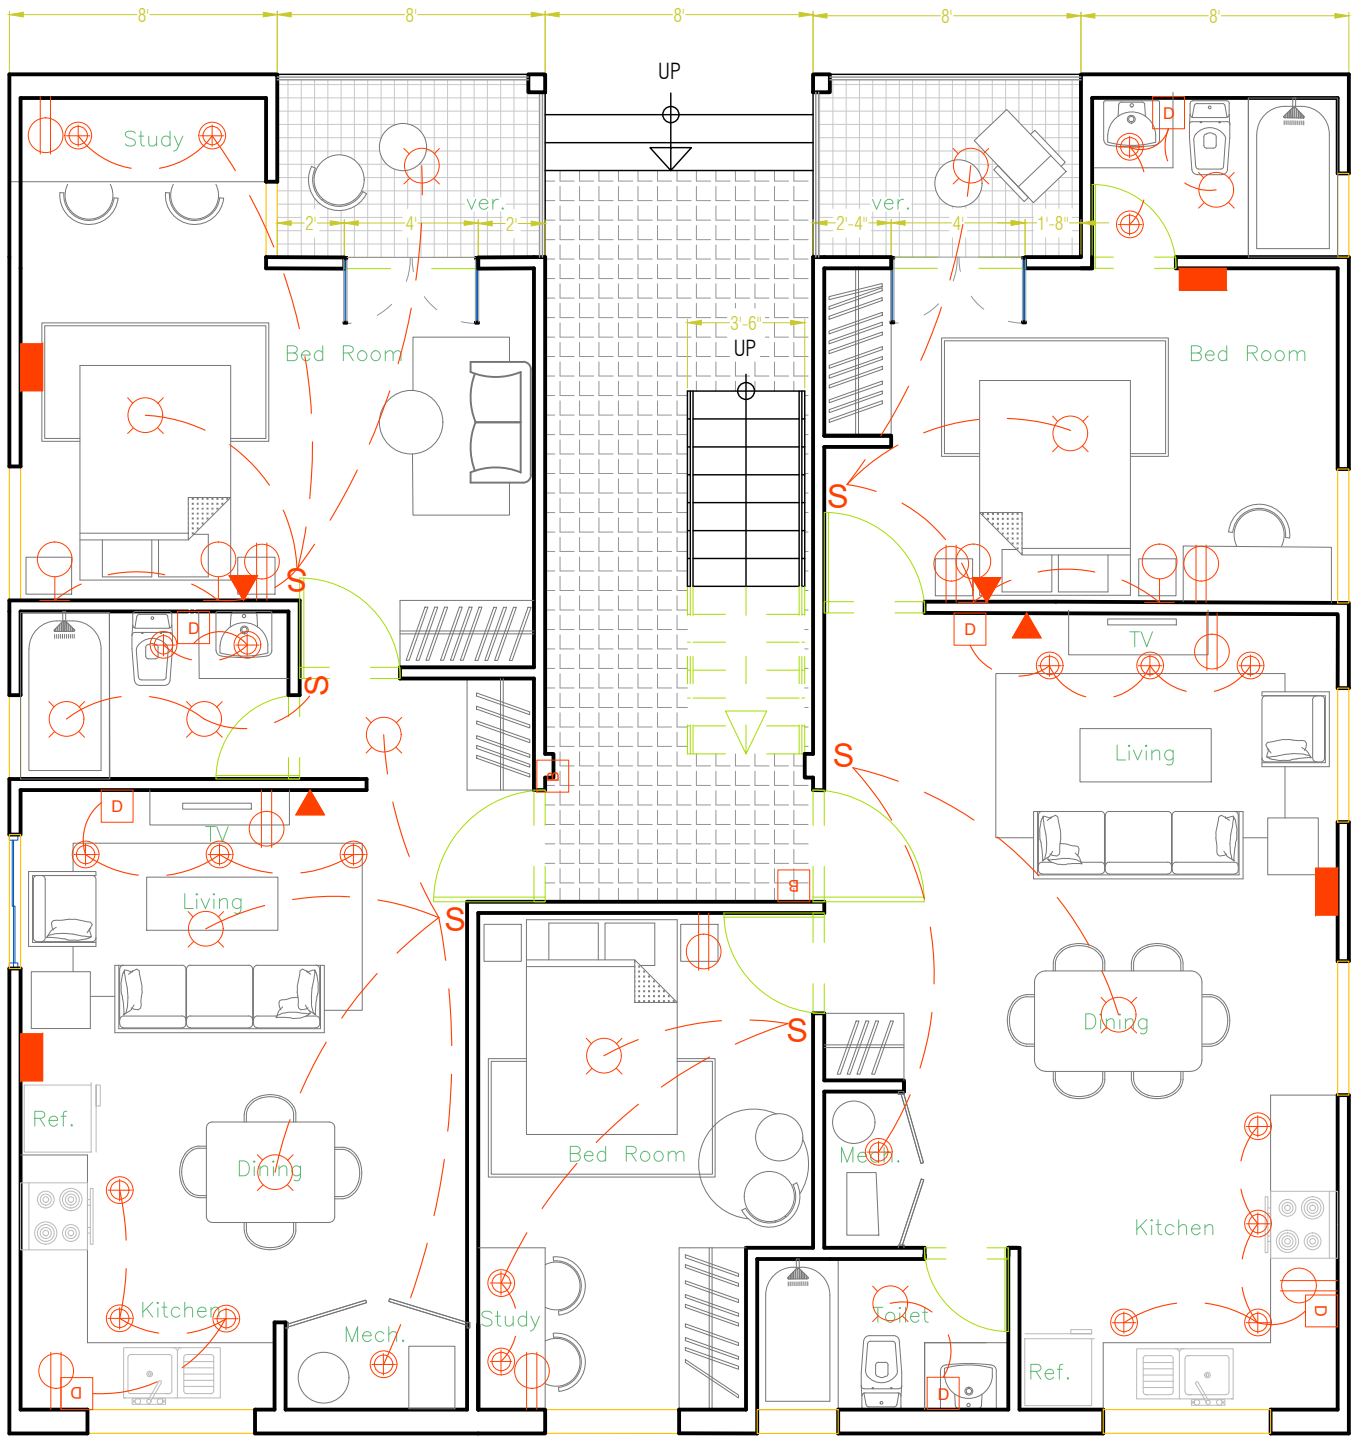 8' 8' 8' 8' 8'
UP
D
Study
ver. ver.
2' 4' 2' 2'-4" 4' 1'-8"
3'-6"
UP
Bed Room Bed Room
S
S
D D
TV
S
S
Living
B
D
TV
B
Living
S
S
Dining
Ref.
Mech.
Bed Room
Dining
Kitchen
Kitchen
D
Study
Toilet
Mech.
Ref.
D D